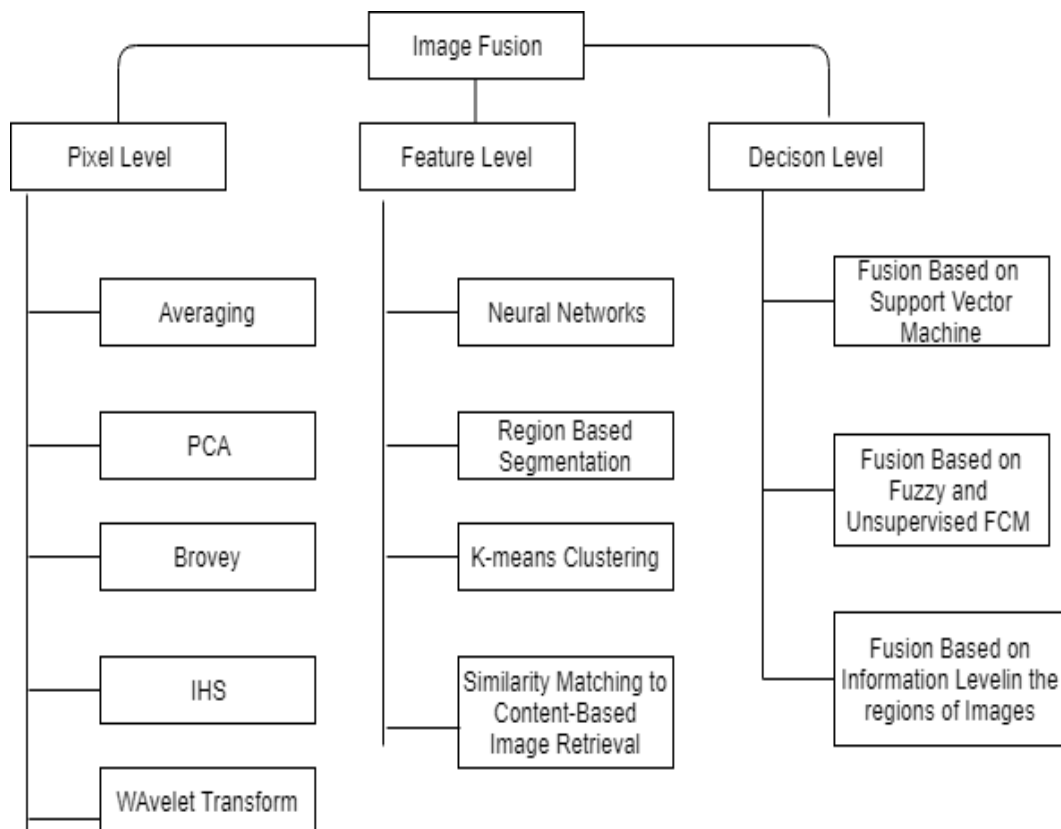 Image Fusion
Pixel Level
Feature Level
Decison Level
Averaging
PCA
Brovey
IHS
WAvelet Transform
Neural Networks
Region Based
Segmentation
K-means Clustering
Similarity Matching to
Content-Based
Image Retrieval
Fusion Based on
Support Vector
Machine
Fusion Based on
Fuzzy and
Unsupervised FCM
Fusion Based on
Information Levelin the
regions of Images